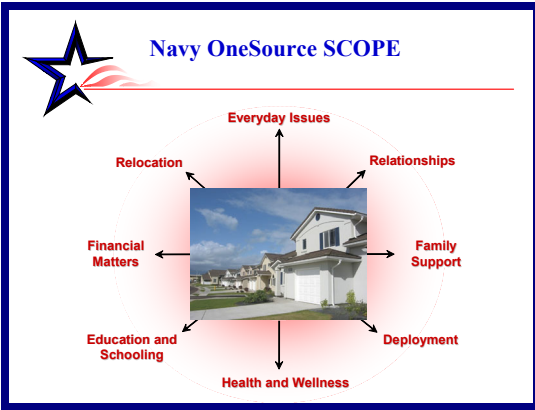 Navy OneSource SCOPE
Everyday Issues
Relocation
Relationships
Financial
Matters
Family
Support
Education and
Schooling
Deployment
Health and Wellness